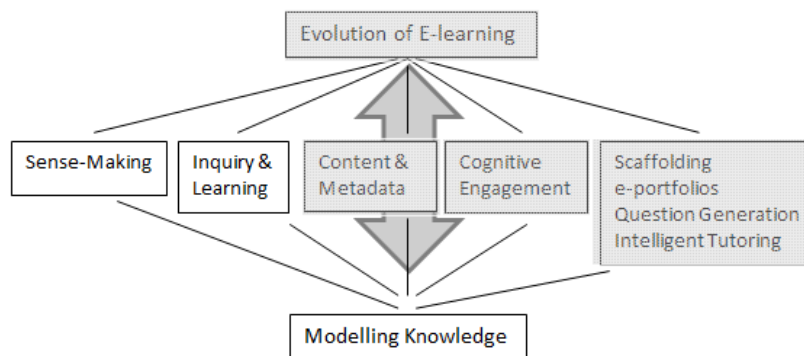 Evolution of E-learning
Sense-Making
Inquiry &
Learning
Content &
Metadata
Cognitive
Engagement
Scaffolding
e-portfolios
Question Generation
Intelligent Tutoring
Modelling Knowledge